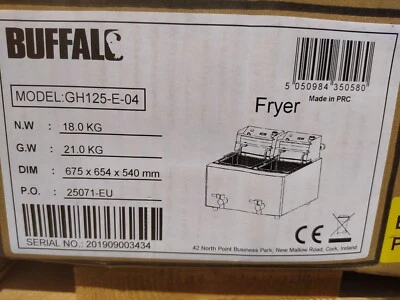 BUFFALO
5 050984 350580
MODEL:GH125-E-04
Fryer
Made in PRC
N.W : 18.0 KG
G.W : 21.0 KG
DIM : 675 x 654 x 540 mm
P.O. : 25071-EU
SERIAL NO.: 201909003434
CE
42 North Point Business Park, New Mallow Road, Cork, Ireland